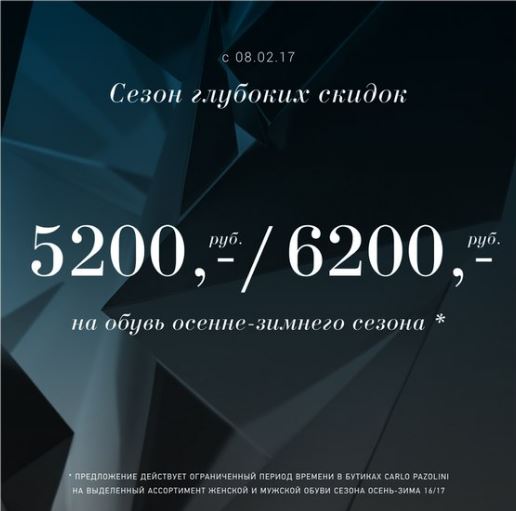 с 08.02.17
Сезон глубоких скидок
5200,- руб. / 6200,- руб.
на обувь осенне-зимнего сезона *
* ПРЕДЛОЖЕНИЕ ДЕЙСТВУЕТ ОГРАНИЧЕННЫЙ ПЕРИОД ВРЕМЕНИ В БУТИКАХ CARLO PAZOLINI
НА ВЫДЕЛЕННЫЙ АССОРТИМЕНТ ЖЕНСКОЙ И МУЖСКОЙ ОБУВИ СЕЗОНА ОСЕНЬ-ЗИМА 16/17